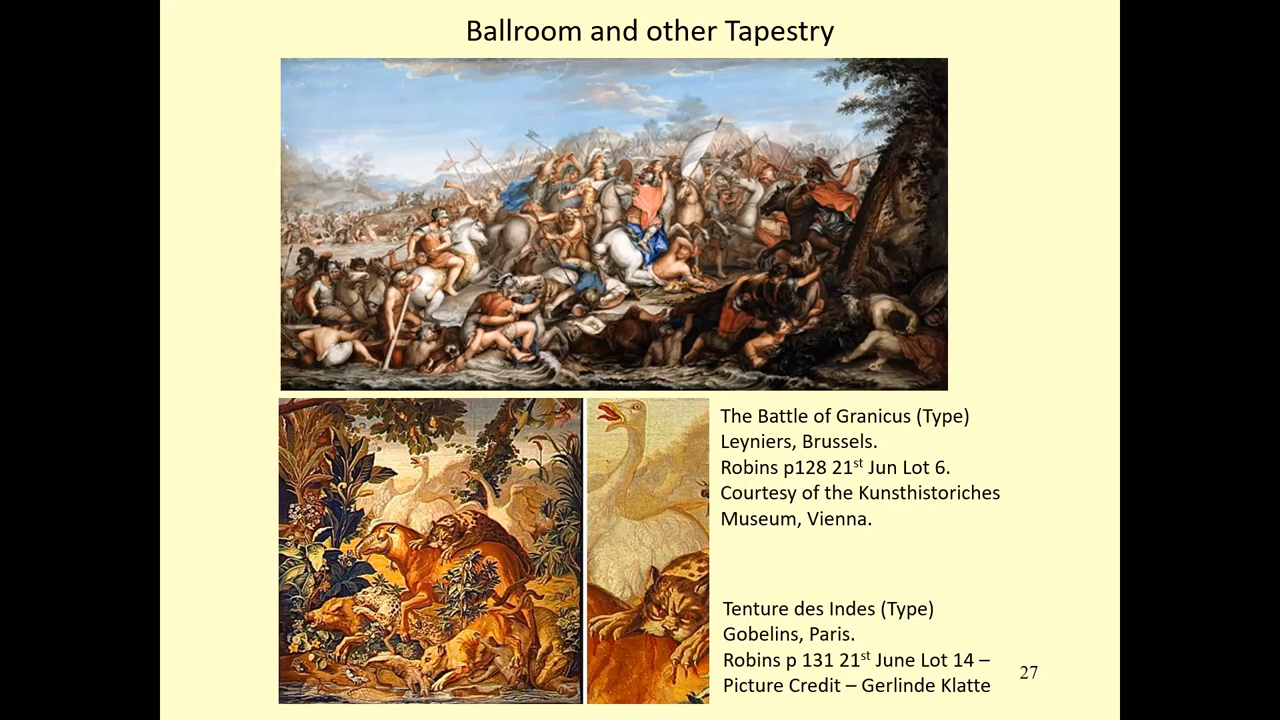 Ballroom and other Tapestry
The Battle of Granicus (Type)
Leyniers, Brussels.
Robins p128 21st Jun Lot 6.
Courtesy of the Kunsthistoriches
Museum, Vienna.
Tenture des Indes (Type)
Gobelins, Paris.
Robins p 131 21st June Lot 14 –
Picture Credit – Gerlinde Klatte
27